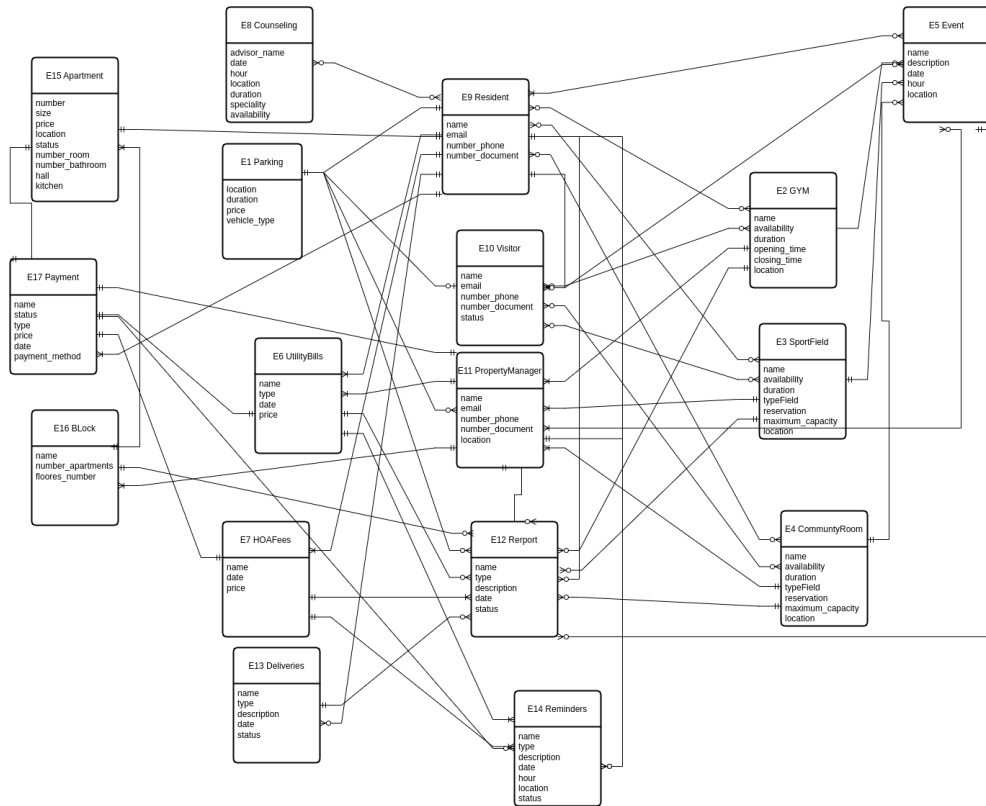 E8 Counseling
advisor_name
date
hour
location
duration
speciality
availability
E5 Event
name
description
date
hour
location
E15 Apartment
number
size
price
location
status
number_room
number_bathroom
hall
kitchen
E9 Resident
name
email
number_phone
number_document
E1 Parking
location
duration
price
vehicle_type
E2 GYM
name
availability
duration
opening_time
closing_time
location
E10 Visitor
name
email
number_phone
number_document
status
E17 Payment
name
status
type
price
date
payment_method
E6 UtilityBills
name
type
date
price
E3 SportField
name
availability
duration
typeField
reservation
maximum_capacity
location
E11 PropertyManager
name
email
number_phone
number_document
location
E16 BLock
name
number_apartments
floores_number
E4 CommuntyRoom
name
availability
duration
typeField
reservation
maximum_capacity
location
E7 HOAFees
name
date
price
E12 Rerport
name
type
description
date
status
E13 Deliveries
name
type
description
date
status
E14 Reminders
name
type
description
date
hour
location
status